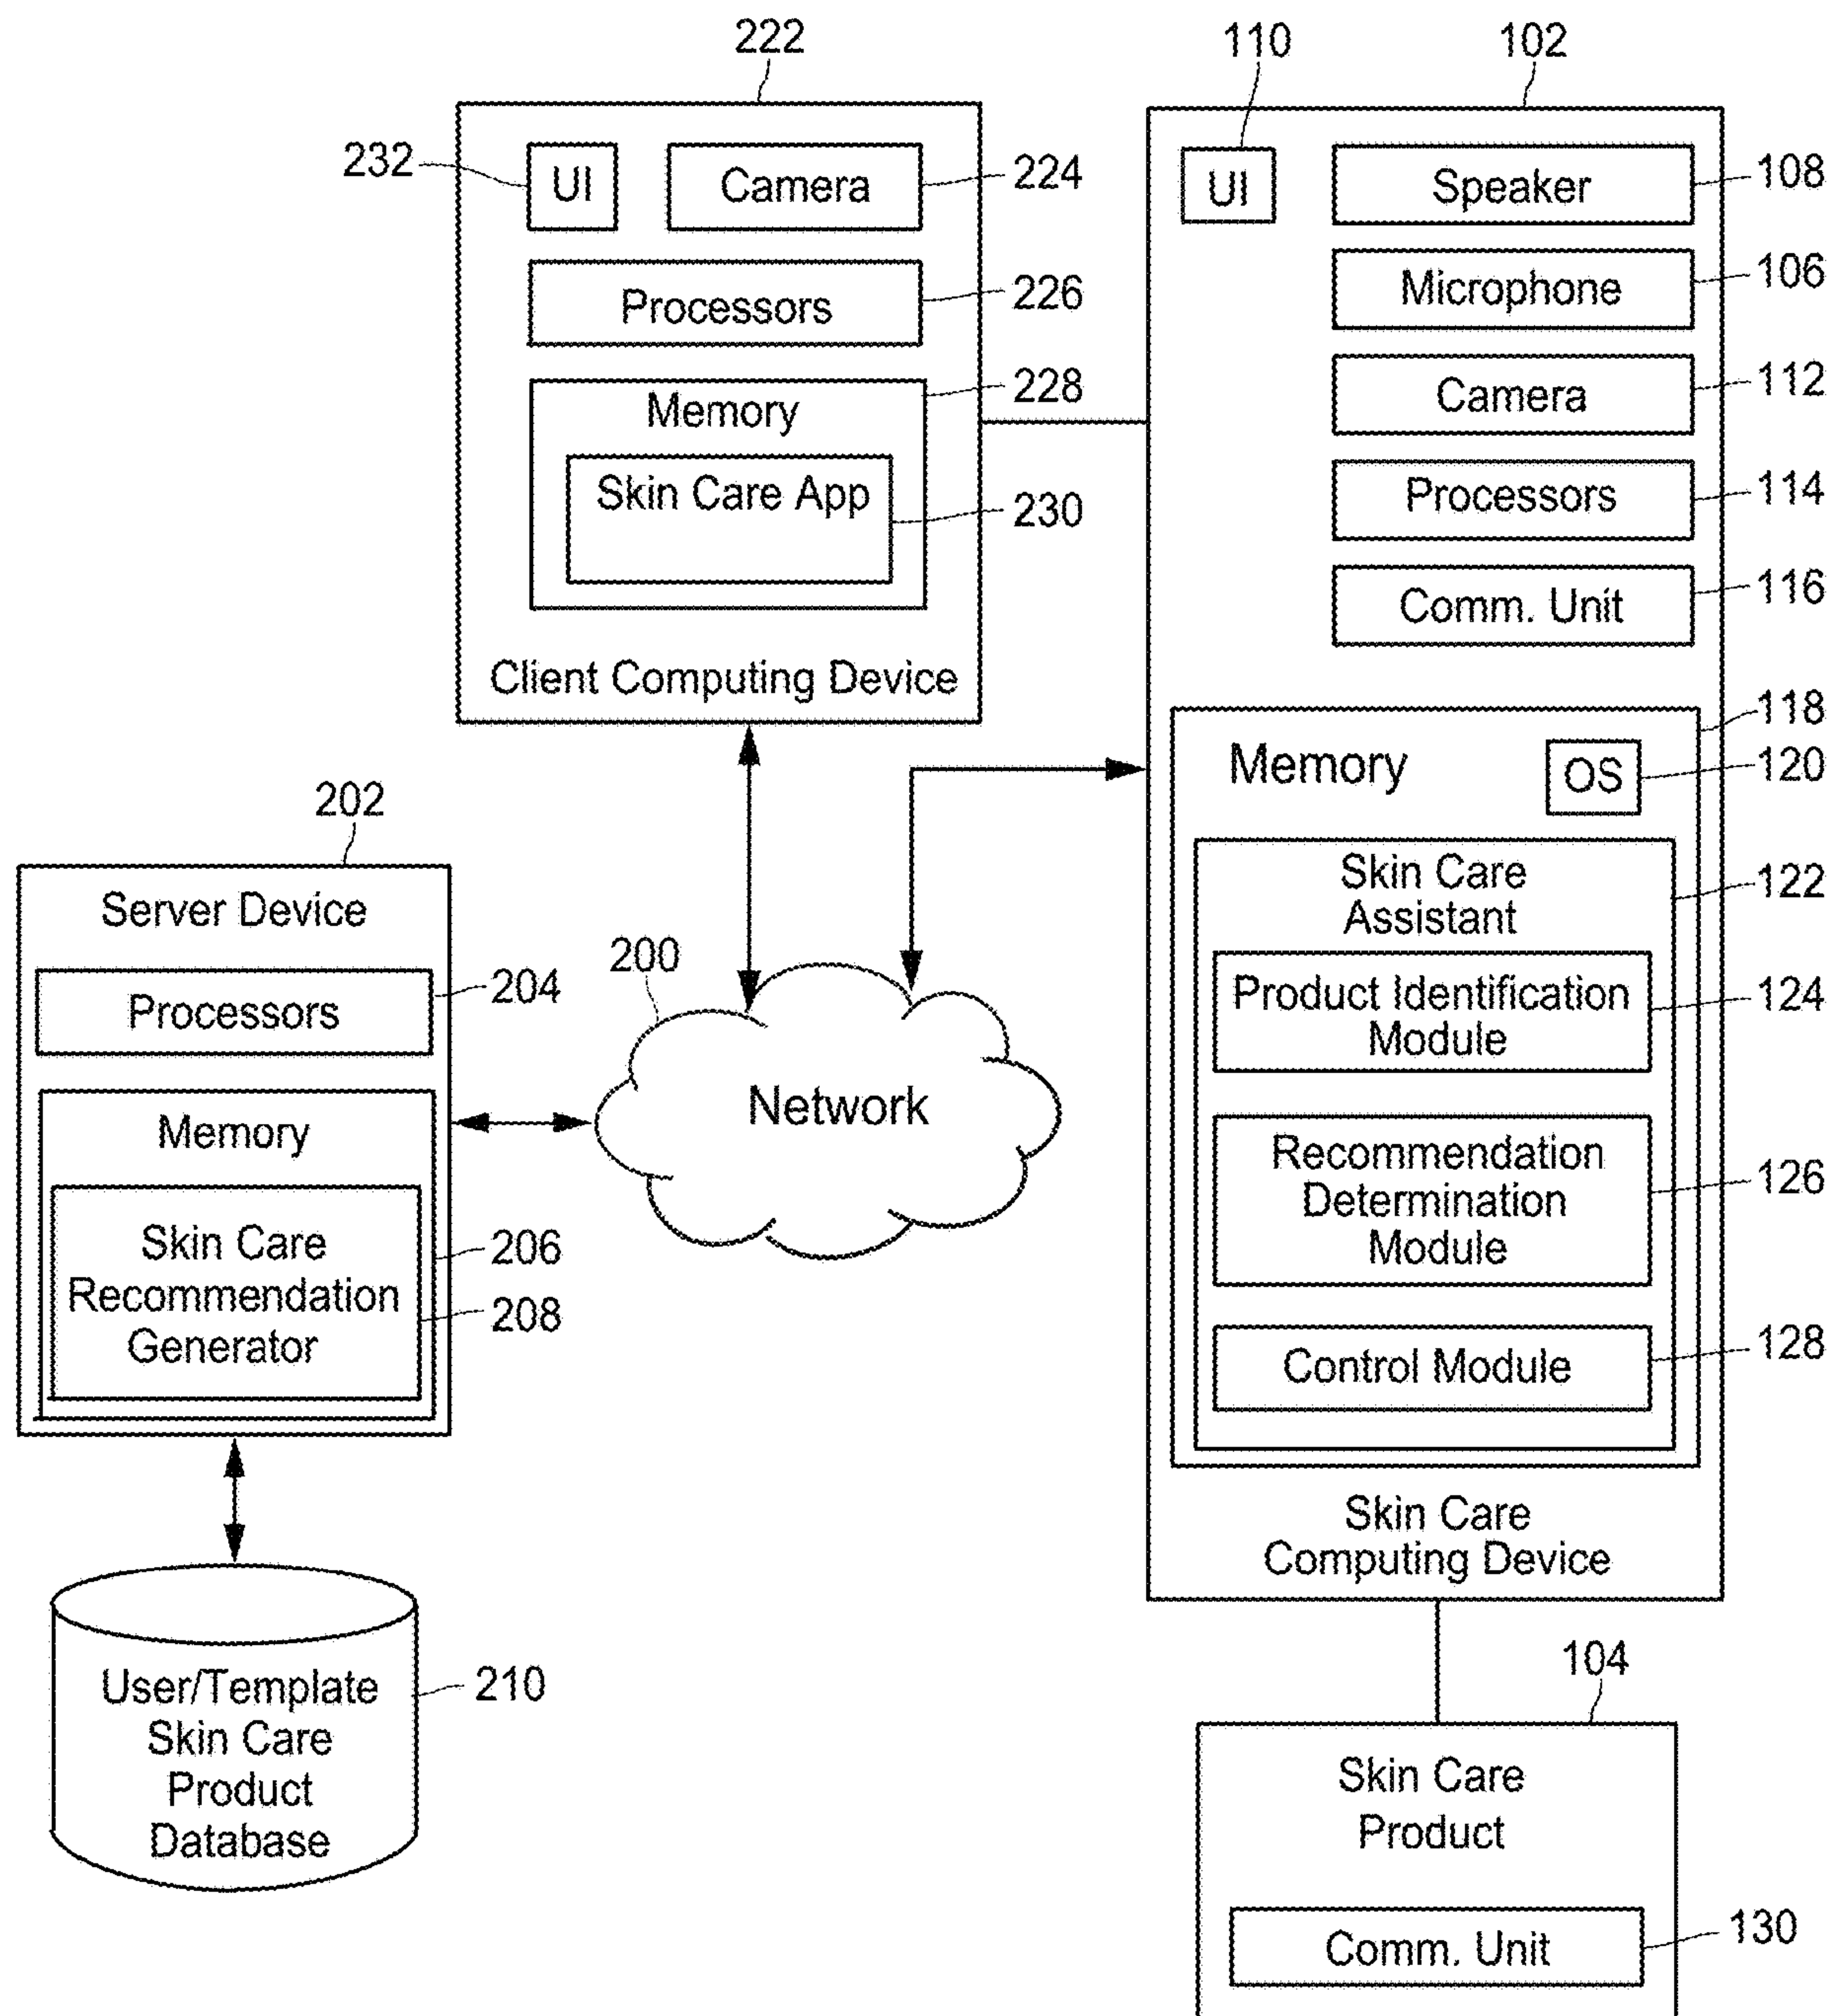 222
232
UI
Camera
224
Processors
226
228
Memory
Skin Care App
230
Client Computing Device
110
102
UI
Speaker
108
Microphone
106
Camera
112
Processors
114
Comm. Unit
116
118
Memory
OS
120
Skin Care
Assistant
122
Product Identification
Module
124
Recommendation
Determination
Module
126
Control Module
128
Skin Care
Computing Device
202
Server Device
Processors
204
Memory
Skin Care
Recommendation
Generator
206
208
200
Network
User/Template
Skin Care
Product
Database
210
104
Skin Care
Product
Comm. Unit
130